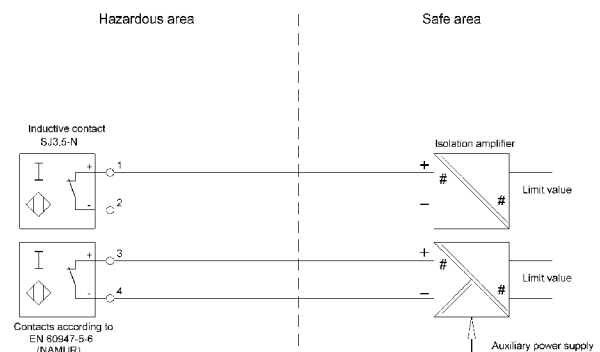 Hazardous area
Safe area
Inductive contact
SJ3,5-N
Isolation amplifier
+ 1
+
#
- 2
–
#
Limit value
+ 3
+
#
- 4
–
#
Limit value
Contacts according to
EN 60947-5-6
(NAMUR)
Auxiliary power supply